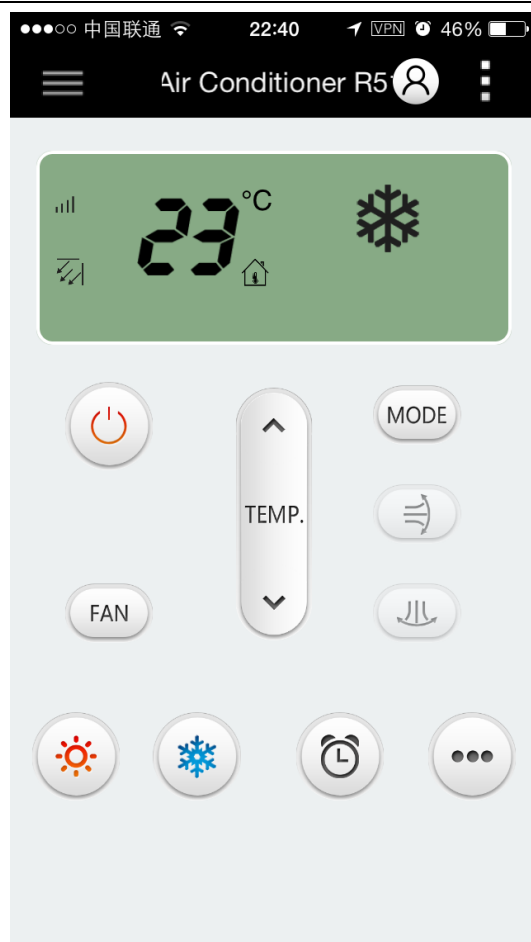 中国联通 22:40 VPN 46%
Air Conditioner R51
23°C
MODE
TEMP.
FAN